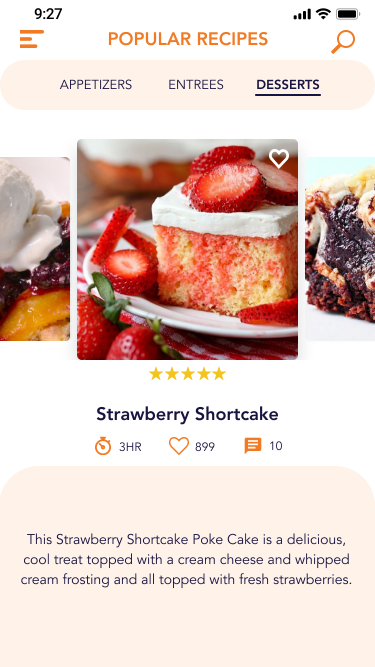 9:27
POPULAR RECIPES
APPETIZERS ENTREES DESSERTS
Strawberry Shortcake
3HR 899 10
This Strawberry Shortcake Poke Cake is a delicious,
cool treat topped with a cream cheese and whipped
cream frosting and all topped with fresh strawberries.